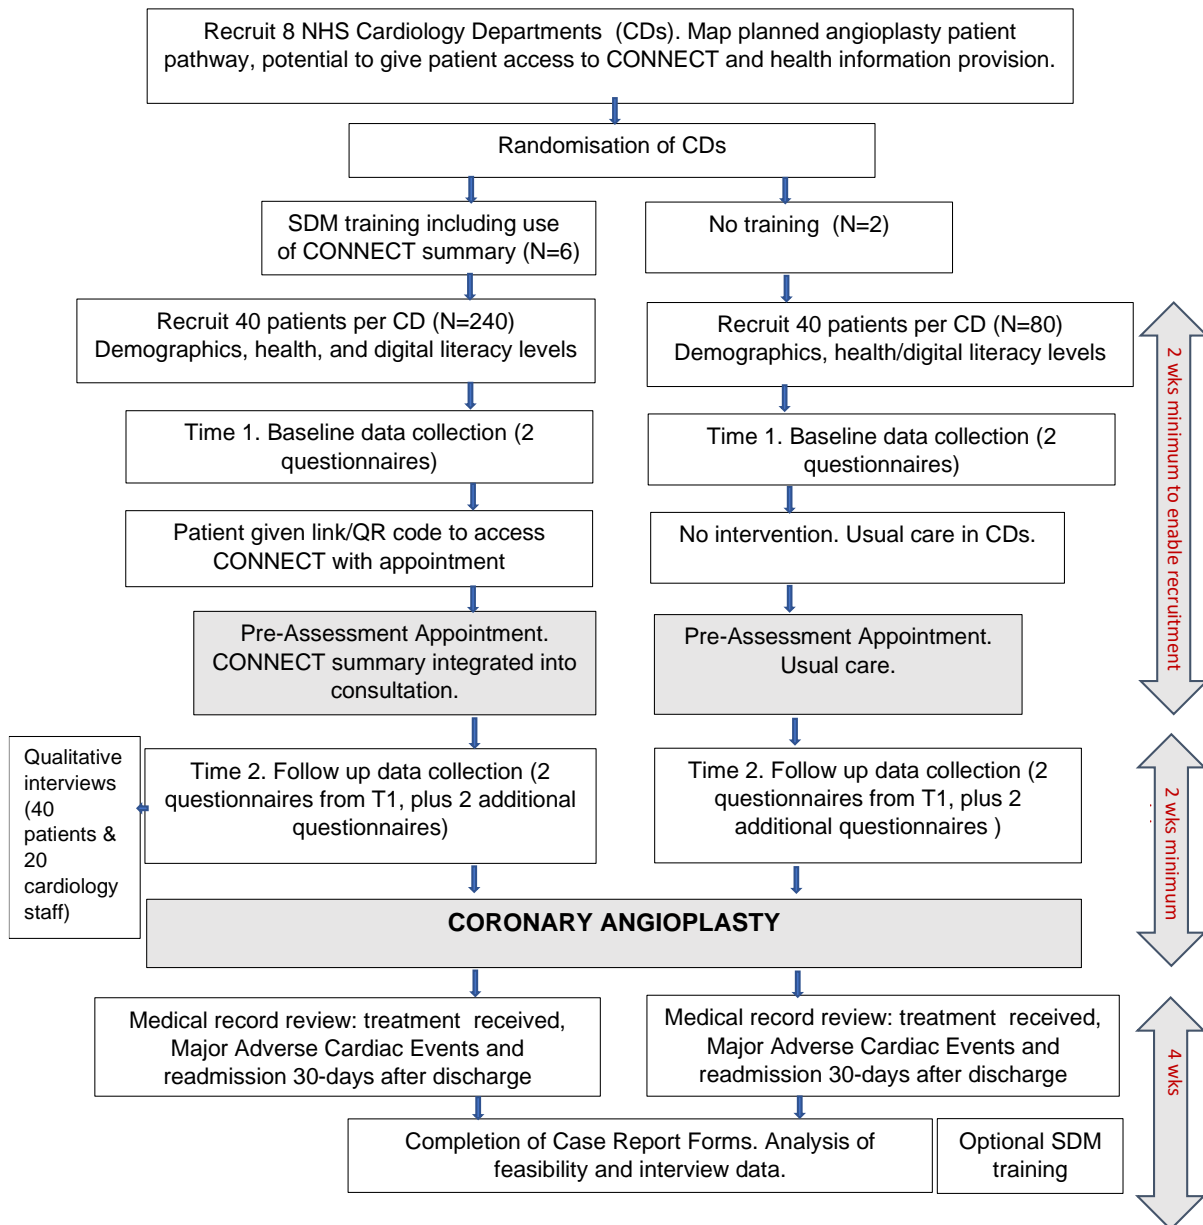 Recruit 8 NHS Cardiology Departments (CDs). Map planned angioplasty patient
pathway, potential to give patient access to CONNECT and health information provision.
Randomisation of CDs
SDM training including use
of CONNECT summary (N=6)
No training (N=2)
Recruit 40 patients per CD (N=240)
Demographics, health, and digital literacy levels
Recruit 40 patients per CD (N=80)
Demographics, health/digital literacy levels
Time 1. Baseline data collection (2
questionnaires)
Time 1. Baseline data collection (2
questionnaires)
Patient given link/QR code to access
CONNECT with appointment
No intervention. Usual care in CDs.
Pre-Assessment Appointment.
CONNECT summary integrated into
consultation.
Pre-Assessment Appointment.
Usual care.
2 wks minimum to enable recruitment
Qualitative
interviews
(40
patients &
20
cardiology
staff)
Time 2. Follow up data collection (2
questionnaires from T1, plus 2 additional
questionnaires)
Time 2. Follow up data collection (2
questionnaires from T1, plus 2
additional questionnaires )
2 wks minimum
CORONARY ANGIOPLASTY
Medical record review: treatment received,
Major Adverse Cardiac Events and
readmission 30-days after discharge
Medical record review: treatment received,
Major Adverse Cardiac Events and
readmission 30-days after discharge
4 wks
Completion of Case Report Forms. Analysis of
feasibility and interview data.
Optional SDM
training